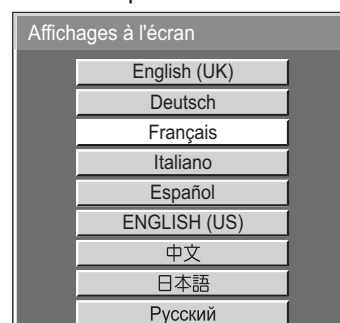 Affichages à l'écran
English (UK)
Deutsch
Français
Italiano
Español
ENGLISH (US)
中文
日本語
Русский